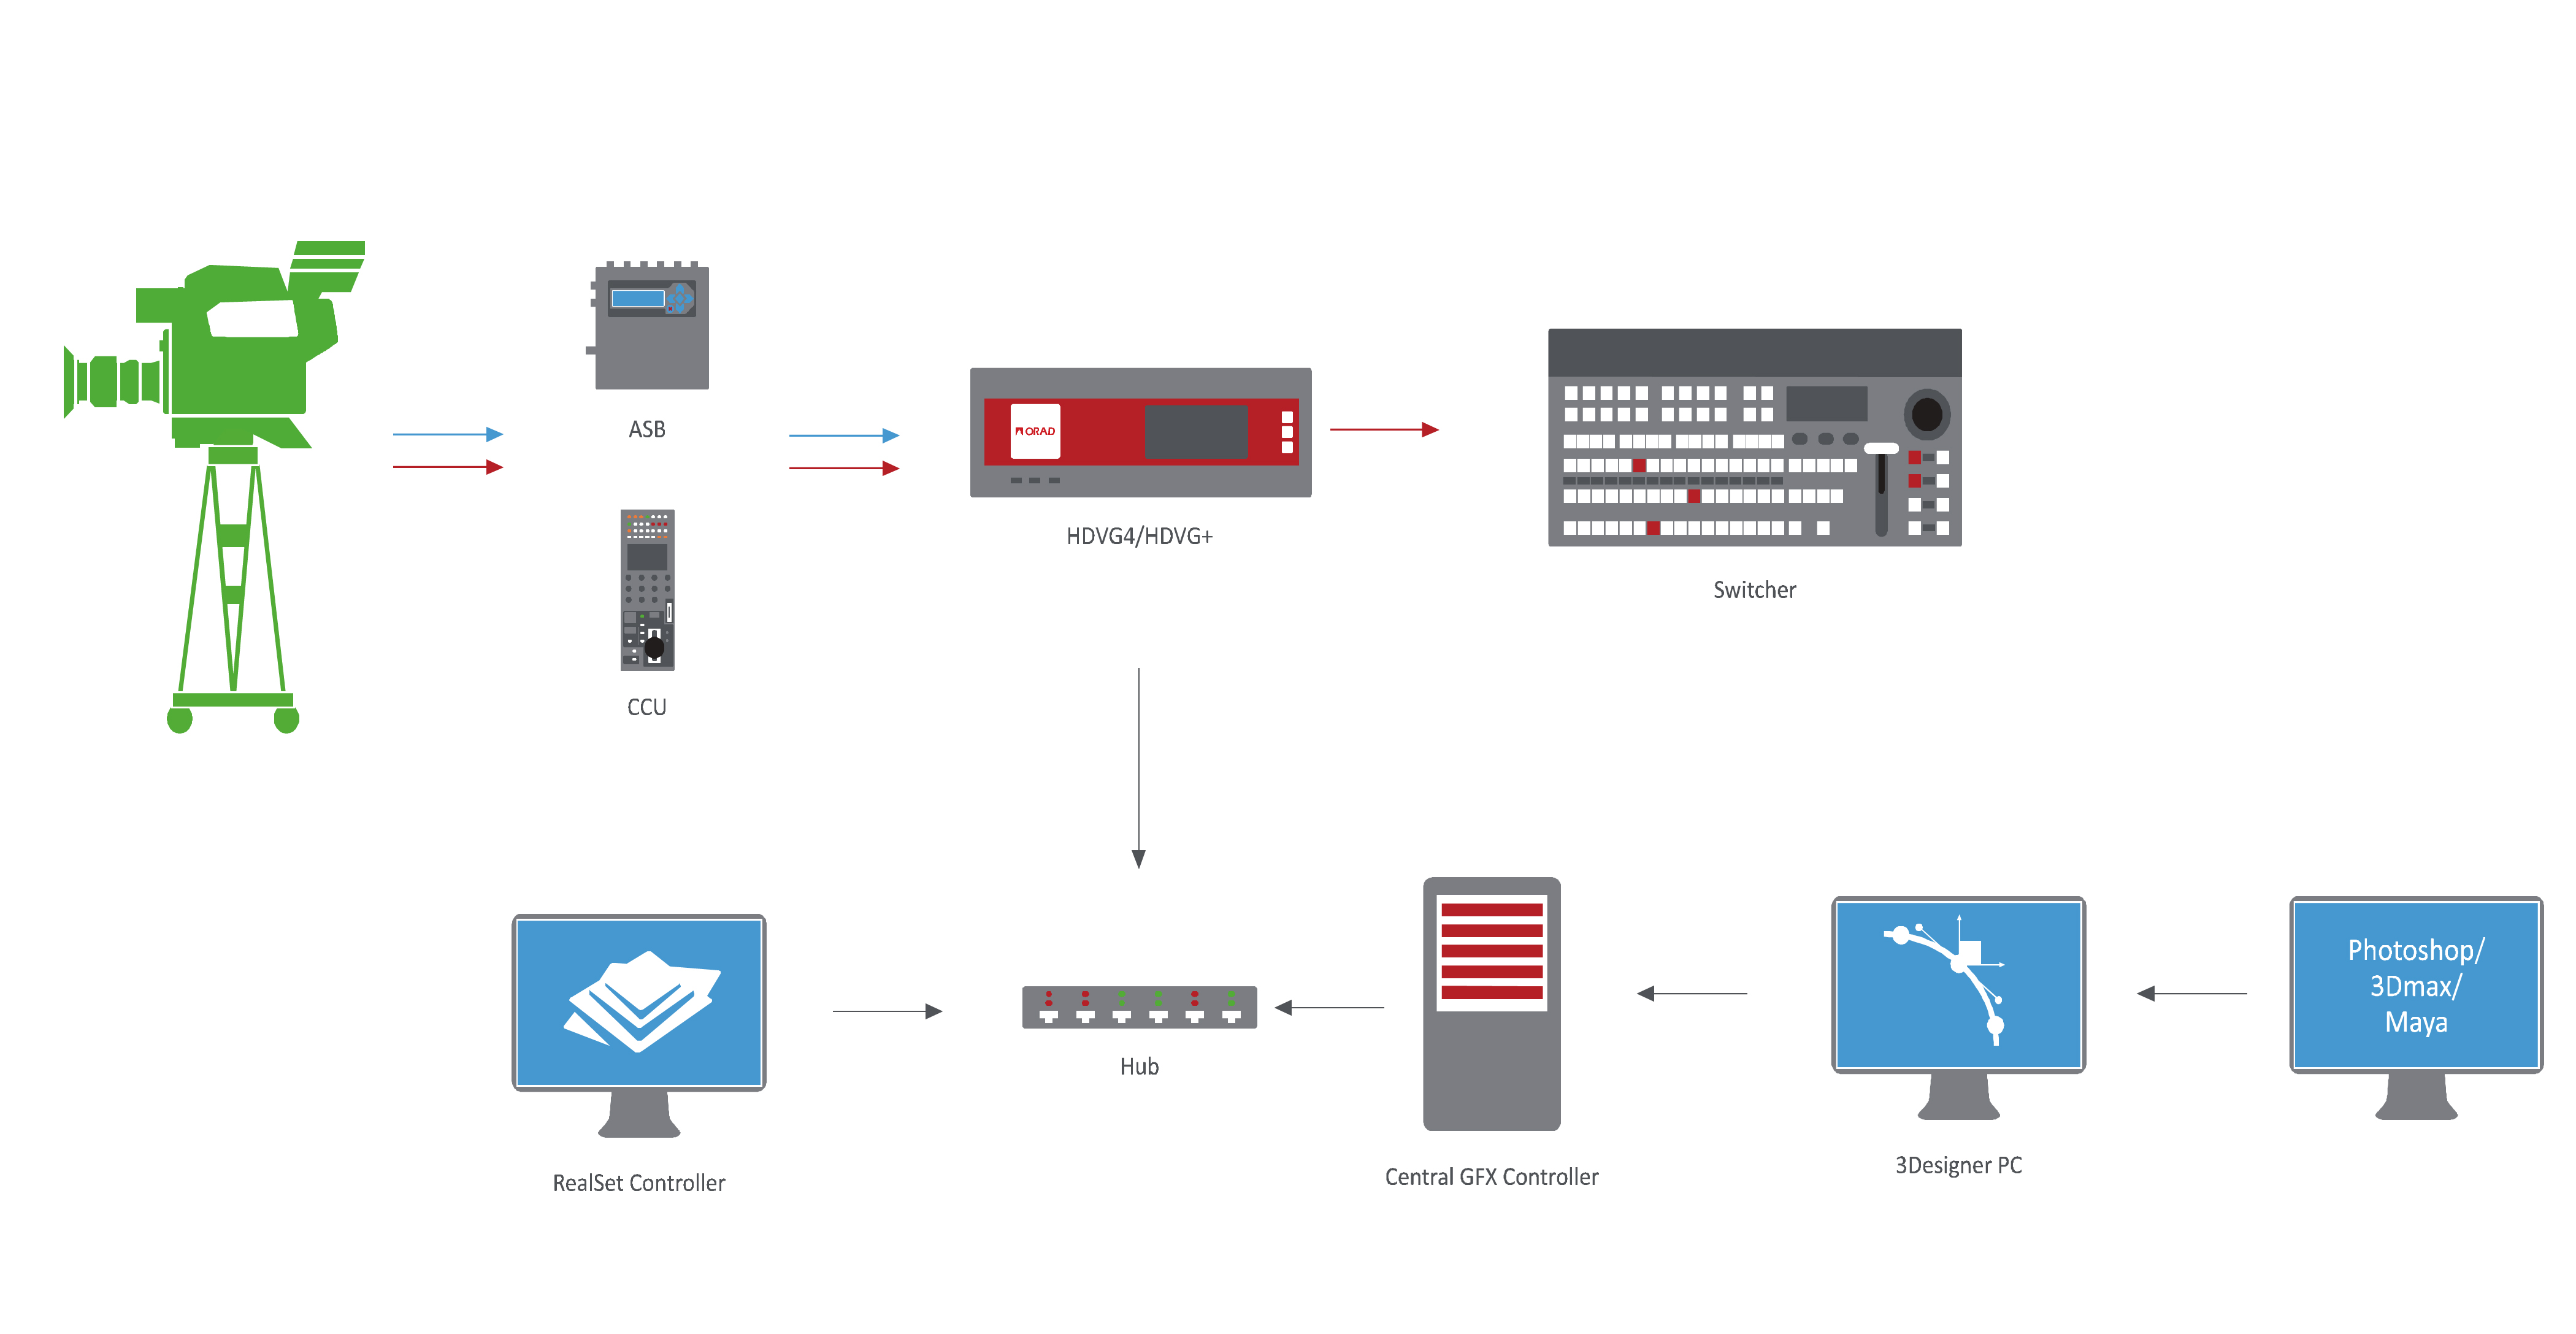 ASB
ORAD
HDVG4/HDVG+
Switcher
CCU
Photoshop/
3Dmax/
Maya
Hub
RealSet Controller
Central GFX Controller
3Designer PC